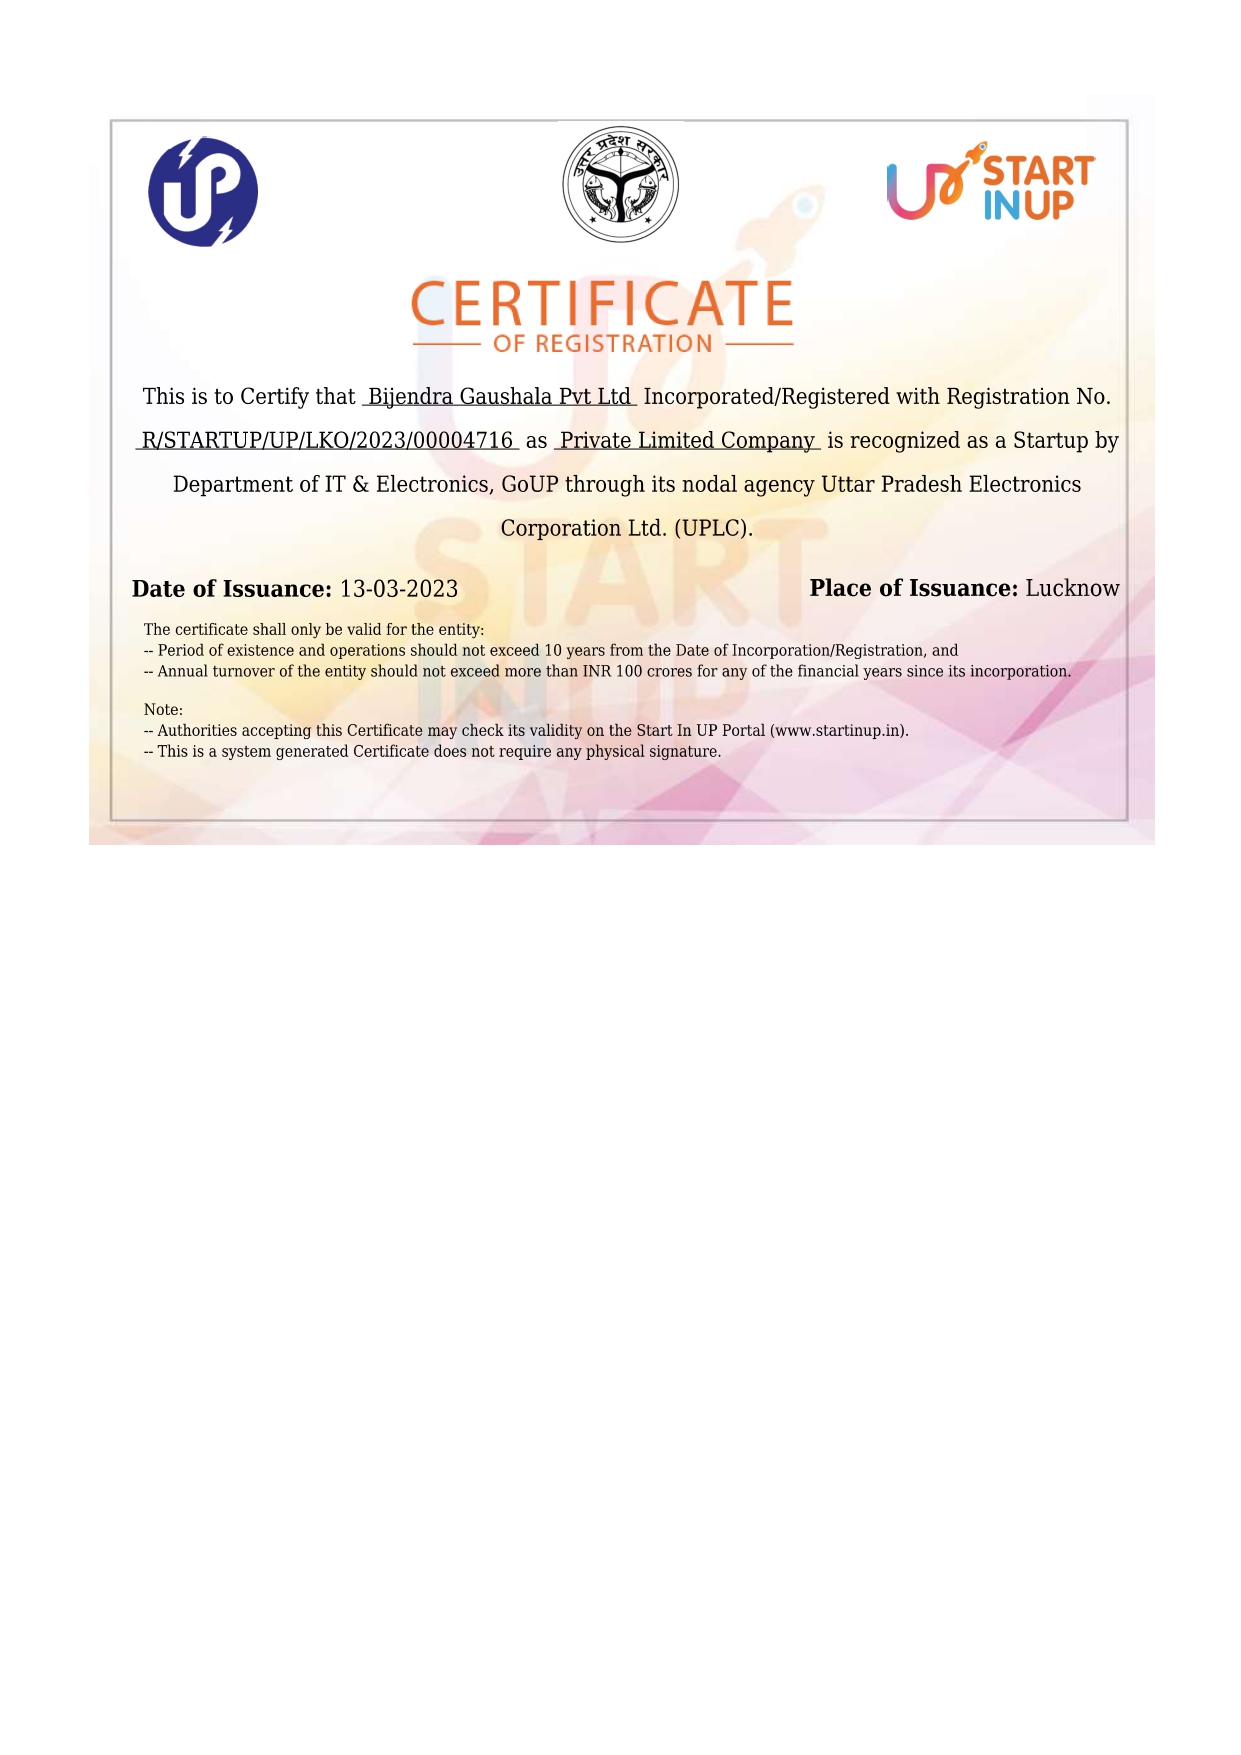 UP
उत्तर प्रदेश सरकार
UP START
IN UP
CERTIFICATE
OF REGISTRATION
This is to Certify that Bijendra Gaushala Pvt Ltd Incorporated/Registered with Registration No.
R/STARTUP/UP/LKO/2023/00004716 as Private Limited Company is recognized as a Startup by
Department of IT & Electronics, GoUP through its nodal agency Uttar Pradesh Electronics
Corporation Ltd. (UPLC).
Date of Issuance: 13-03-2023 Place of Issuance: Lucknow
The certificate shall only be valid for the entity:
-- Period of existence and operations should not exceed 10 years from the Date of Incorporation/Registration, and
-- Annual turnover of the entity should not exceed more than INR 100 crores for any of the financial years since its incorporation.
Note:
-- Authorities accepting this Certificate may check its validity on the Start In UP Portal (www.startinup.in).
-- This is a system generated Certificate does not require any physical signature.